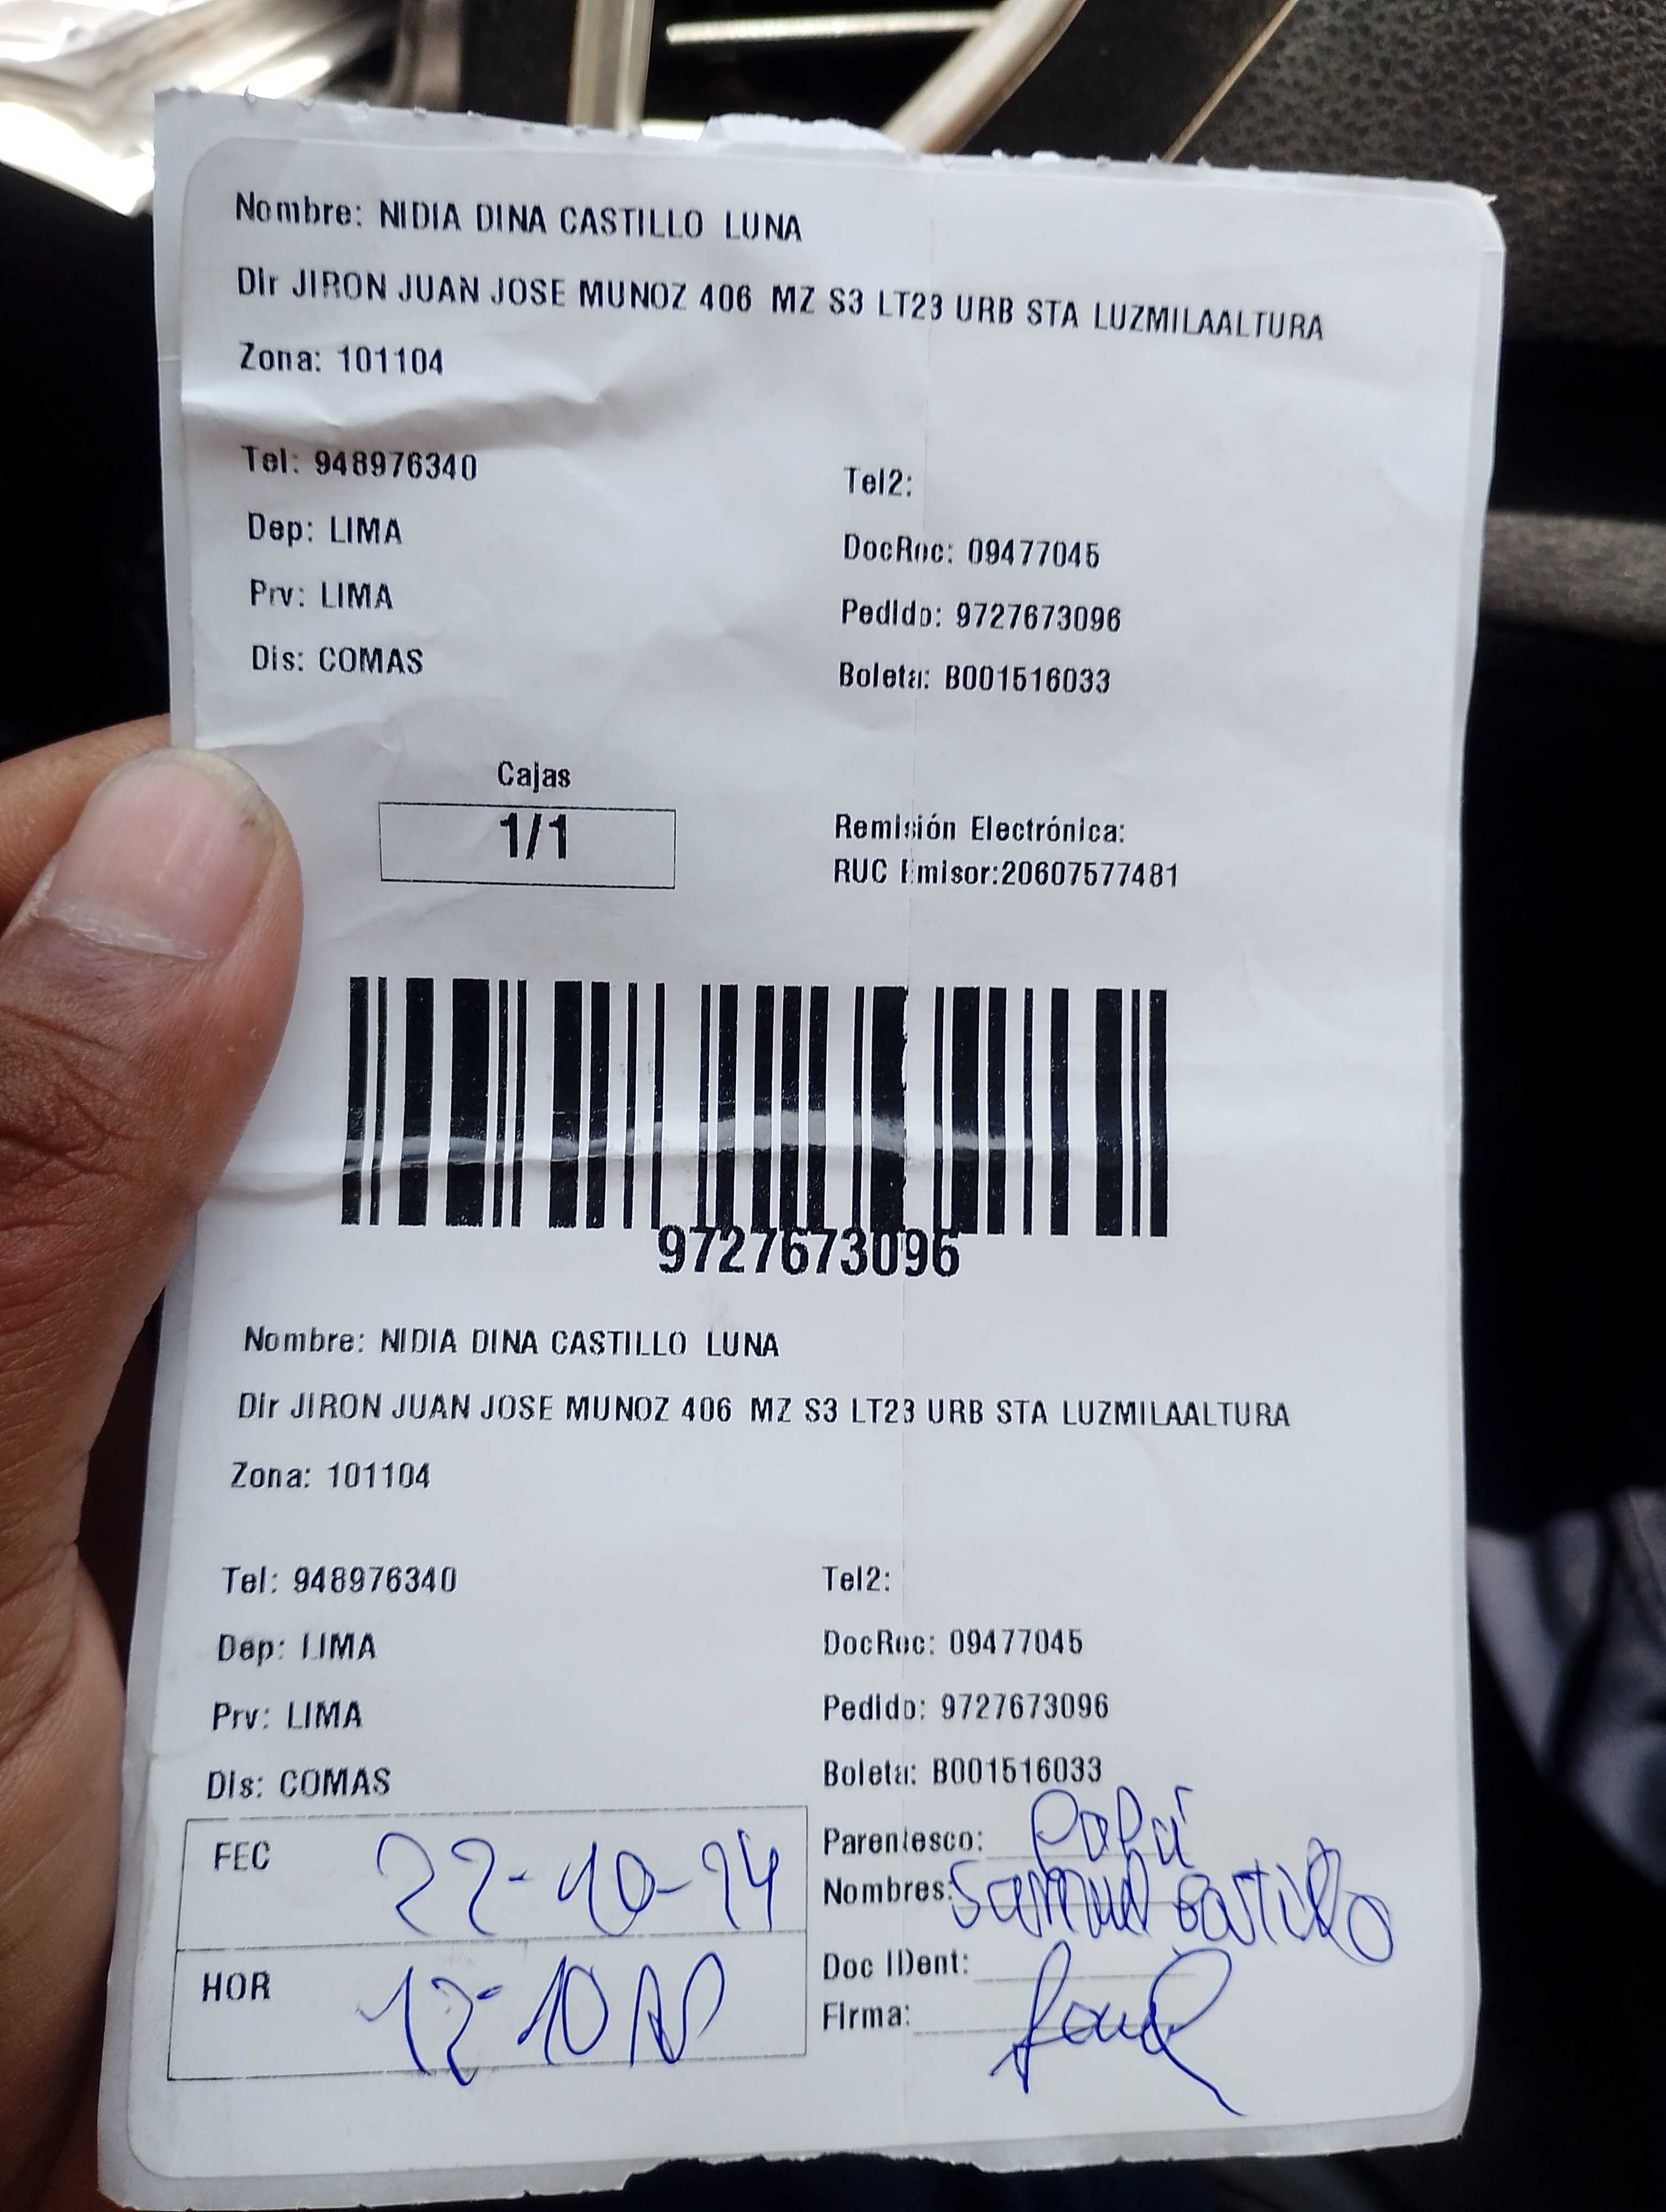 Nombre: NIDIA DINA CASTILLO LUNA
Dir JIRON JUAN JOSE MUNOZ 406 MZ S3 LT23 URB STA LUZMILAALTURA
Zona: 101104
Tel: 948976340
Tel2:
Dep: LIMA
DocRec: 09477045
Prv: LIMA
Pedido: 9727673096
Dis: COMAS
Boleta: B001516033
Cajas
1/1
Remisión Electrónica:
RUC Emisor:20607577481
9727673096
Nombre: NIDIA DINA CASTILLO LUNA
Dir JIRON JUAN JOSE MUNOZ 406 MZ S3 LT23 URB STA LUZMILAALTURA
Zona: 101104
Tel: 948976340
Tel2:
Dep: LIMA
DocRec: 09477045
Prv: LIMA
Pedido: 9727673096
Dis: COMAS
Boleta: B001516033
FEC 22-10-24
Parentesco: Papá
Nombres: Samuel Castillo
HOR 12-10
Doc IDent:
Firma: